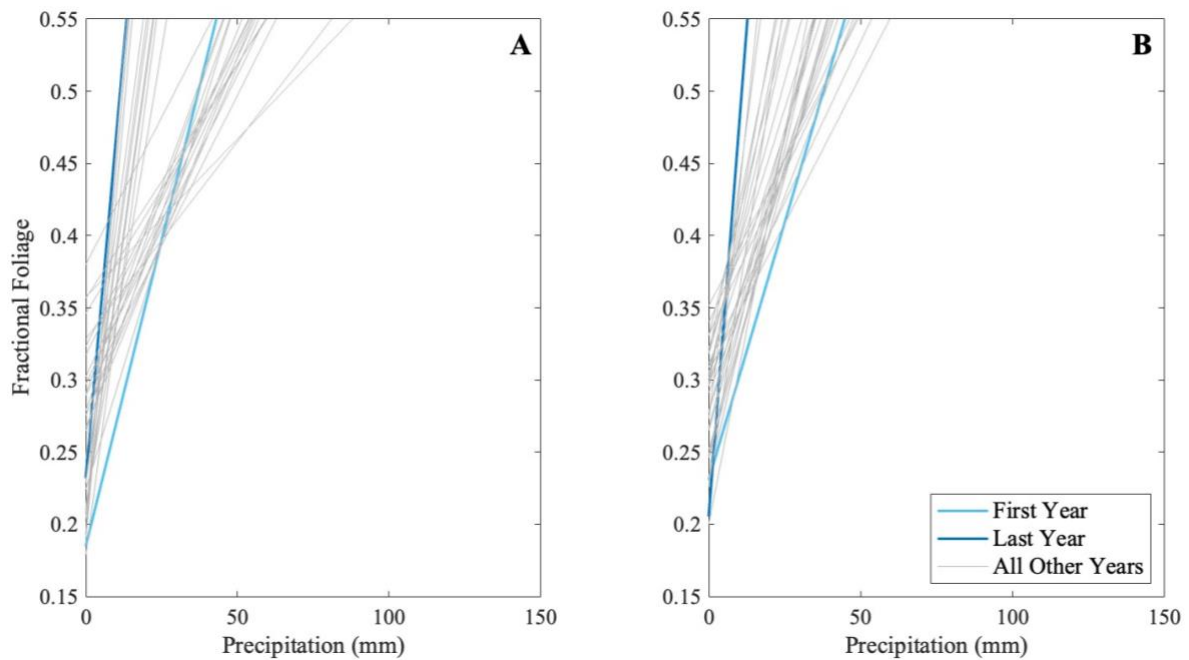 A
0.55
0.5
0.45
0.4
0.35
0.3
0.25
0.2
0.15
Fractional Foliage
0 50 100 150
Precipitation (mm)
B
0.55
0.5
0.45
0.4
0.35
0.3
0.25
0.2
0.15
First Year
Last Year
All Other Years
0 50 100 150
Precipitation (mm)